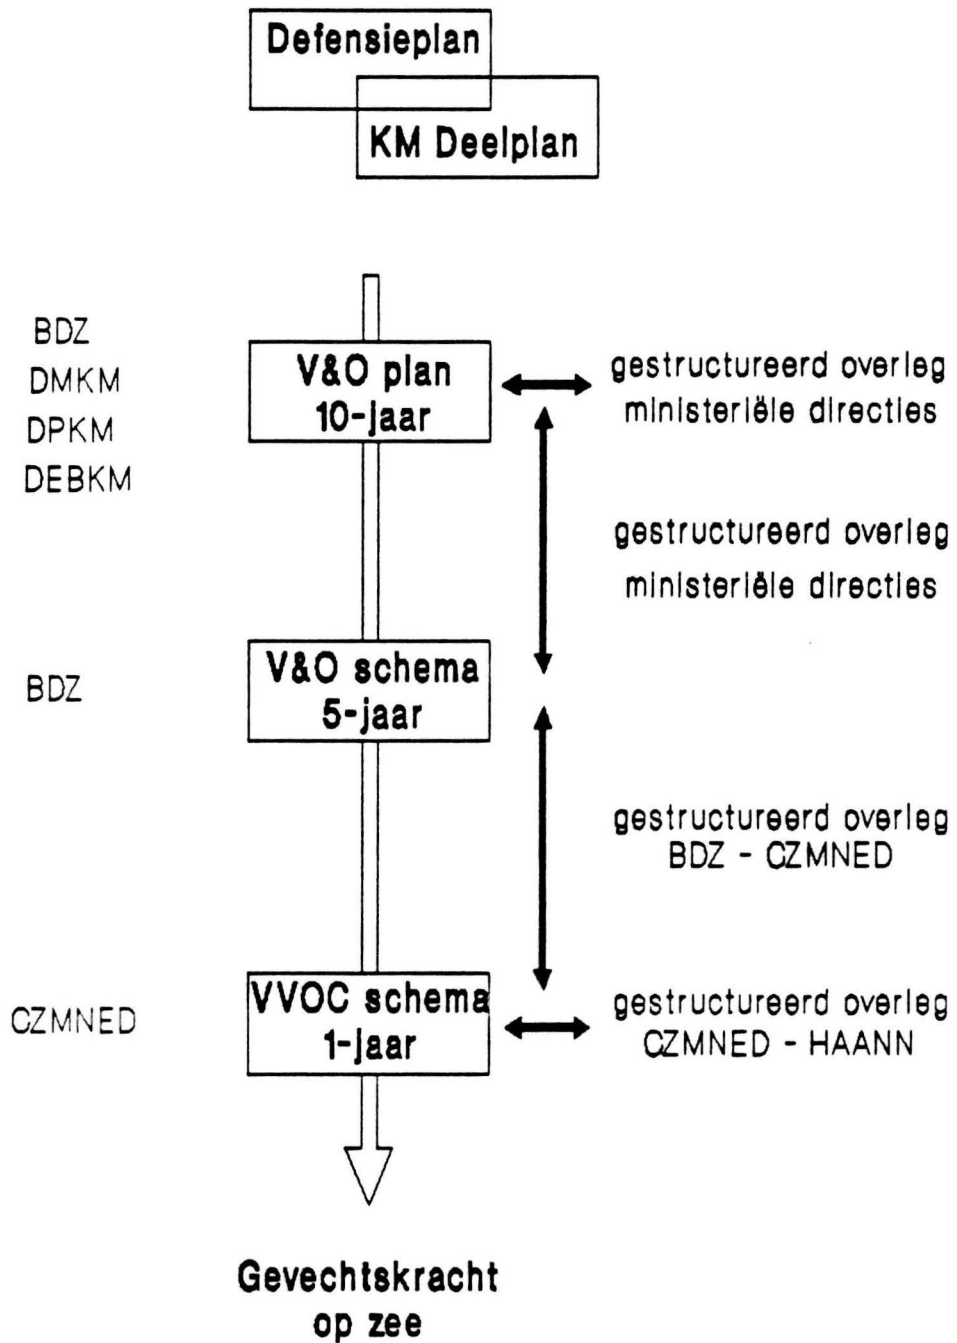 Defensieplan
KM Deelplan
BDZ
DMKM
DPKM
DEBKM
V&O plan
10-jaar
gestructureerd overleg
ministeriële directies
gestructureerd overleg
ministeriële directies
BDZ
V&O schema
5-jaar
gestructureerd overleg
BDZ - CZMNED
CZMNED
VVOC schema
1-jaar
gestructureerd overleg
CZMNED - HAANN
Gevechtskracht
op zee